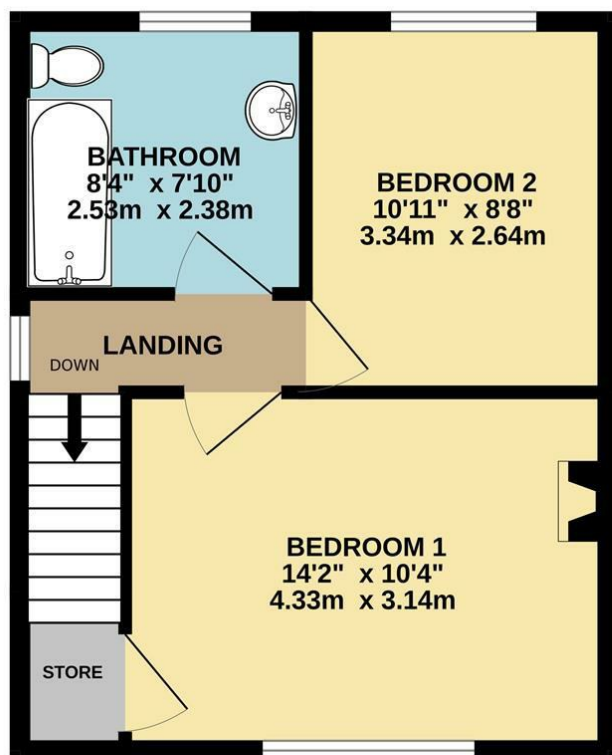 BATHROOM
8'4" x 7'10"
2.53m x 2.38m
BEDROOM 2
10'11" x 8'8"
3.34m x 2.64m
LANDING
DOWN
BEDROOM 1
14'2" x 10'4"
4.33m x 3.14m
STORE